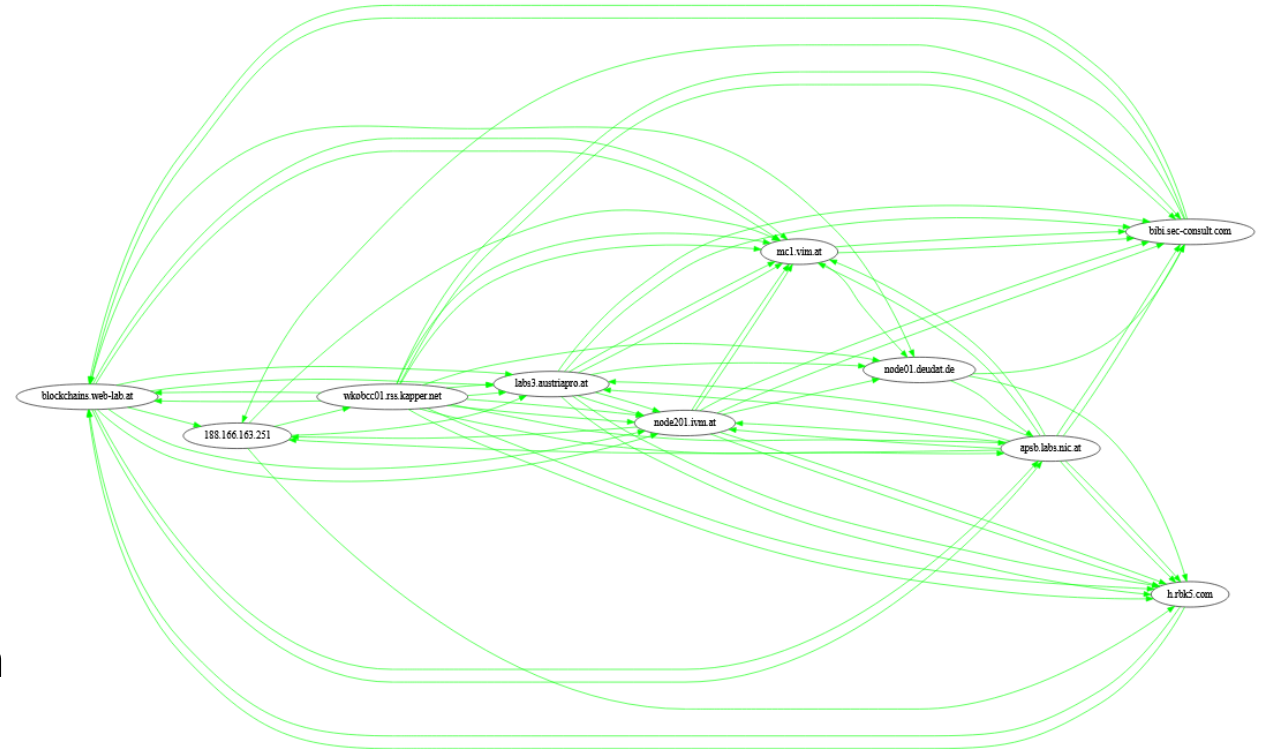 bibi.sec-consult.com
mc1.vim.at
node01.deudat.de
labs3.austriapro.at
blockchains.web-lab.at
wkobcc01.rss.kapper.net
node201.ivm.at
188.166.163.251
apsb.labs.nic.at
h.rbk5.com